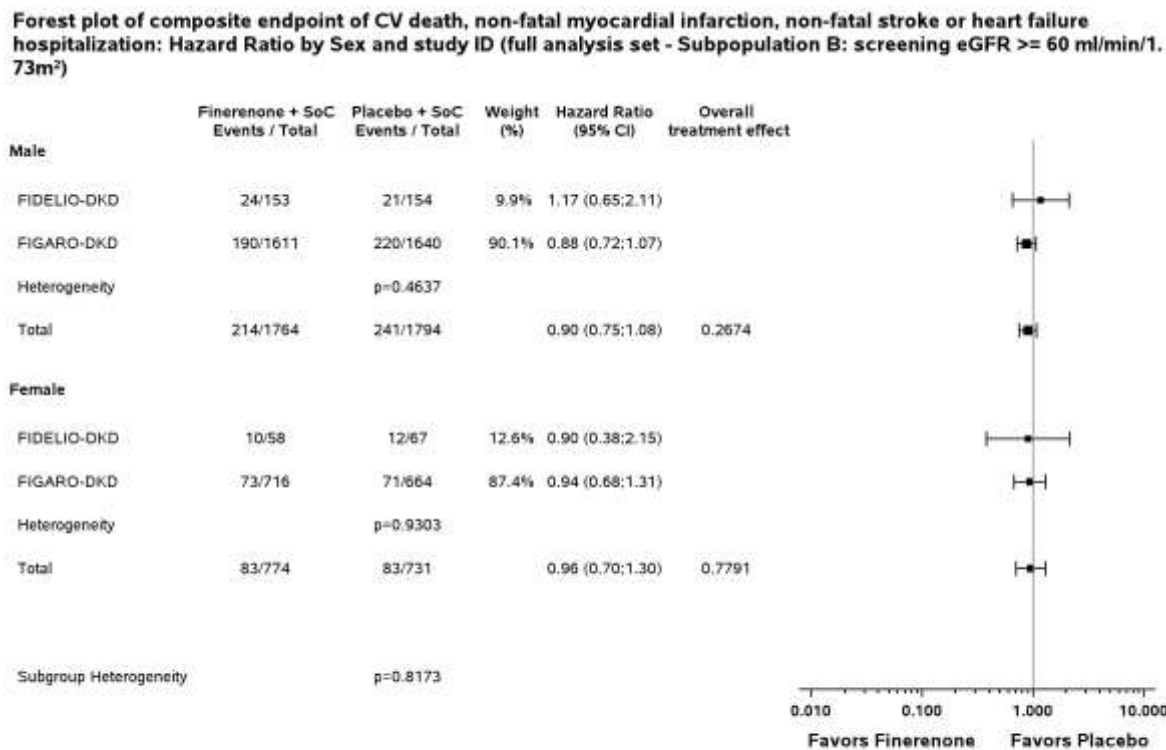 Forest plot of composite endpoint of CV death, non-fatal myocardial infarction, non-fatal stroke or heart failure
hospitalization: Hazard Ratio by Sex and study ID (full analysis set - Subpopulation B: screening eGFR >= 60 ml/min/1.
73m²)
Finerenone + SoC Placebo + SoC Weight Hazard Ratio Overall
Events / Total Events / Total (%) (95% CI) treatment effect
Male
FIDELIO-DKD 24/153 21/154 9.9% 1.17 (0.65;2.11)
FIGARO-DKD 190/1611 220/1640 90.1% 0.88 (0.72;1.07)
Heterogeneity p=0.4637
Total 214/1764 241/1794 0.90 (0.75;1.08) 0.2674
Female
FIDELIO-DKD 10/58 12/67 12.6% 0.90 (0.38;2.15)
FIGARO-DKD 73/716 71/664 87.4% 0.94 (0.68;1.31)
Heterogeneity p=0.9303
Total 83/774 83/731 0.96 (0.70;1.30) 0.7791
Subgroup Heterogeneity p=0.8173
0.010 0.100 1.000 10.000
Favors Finerenone Favors Placebo